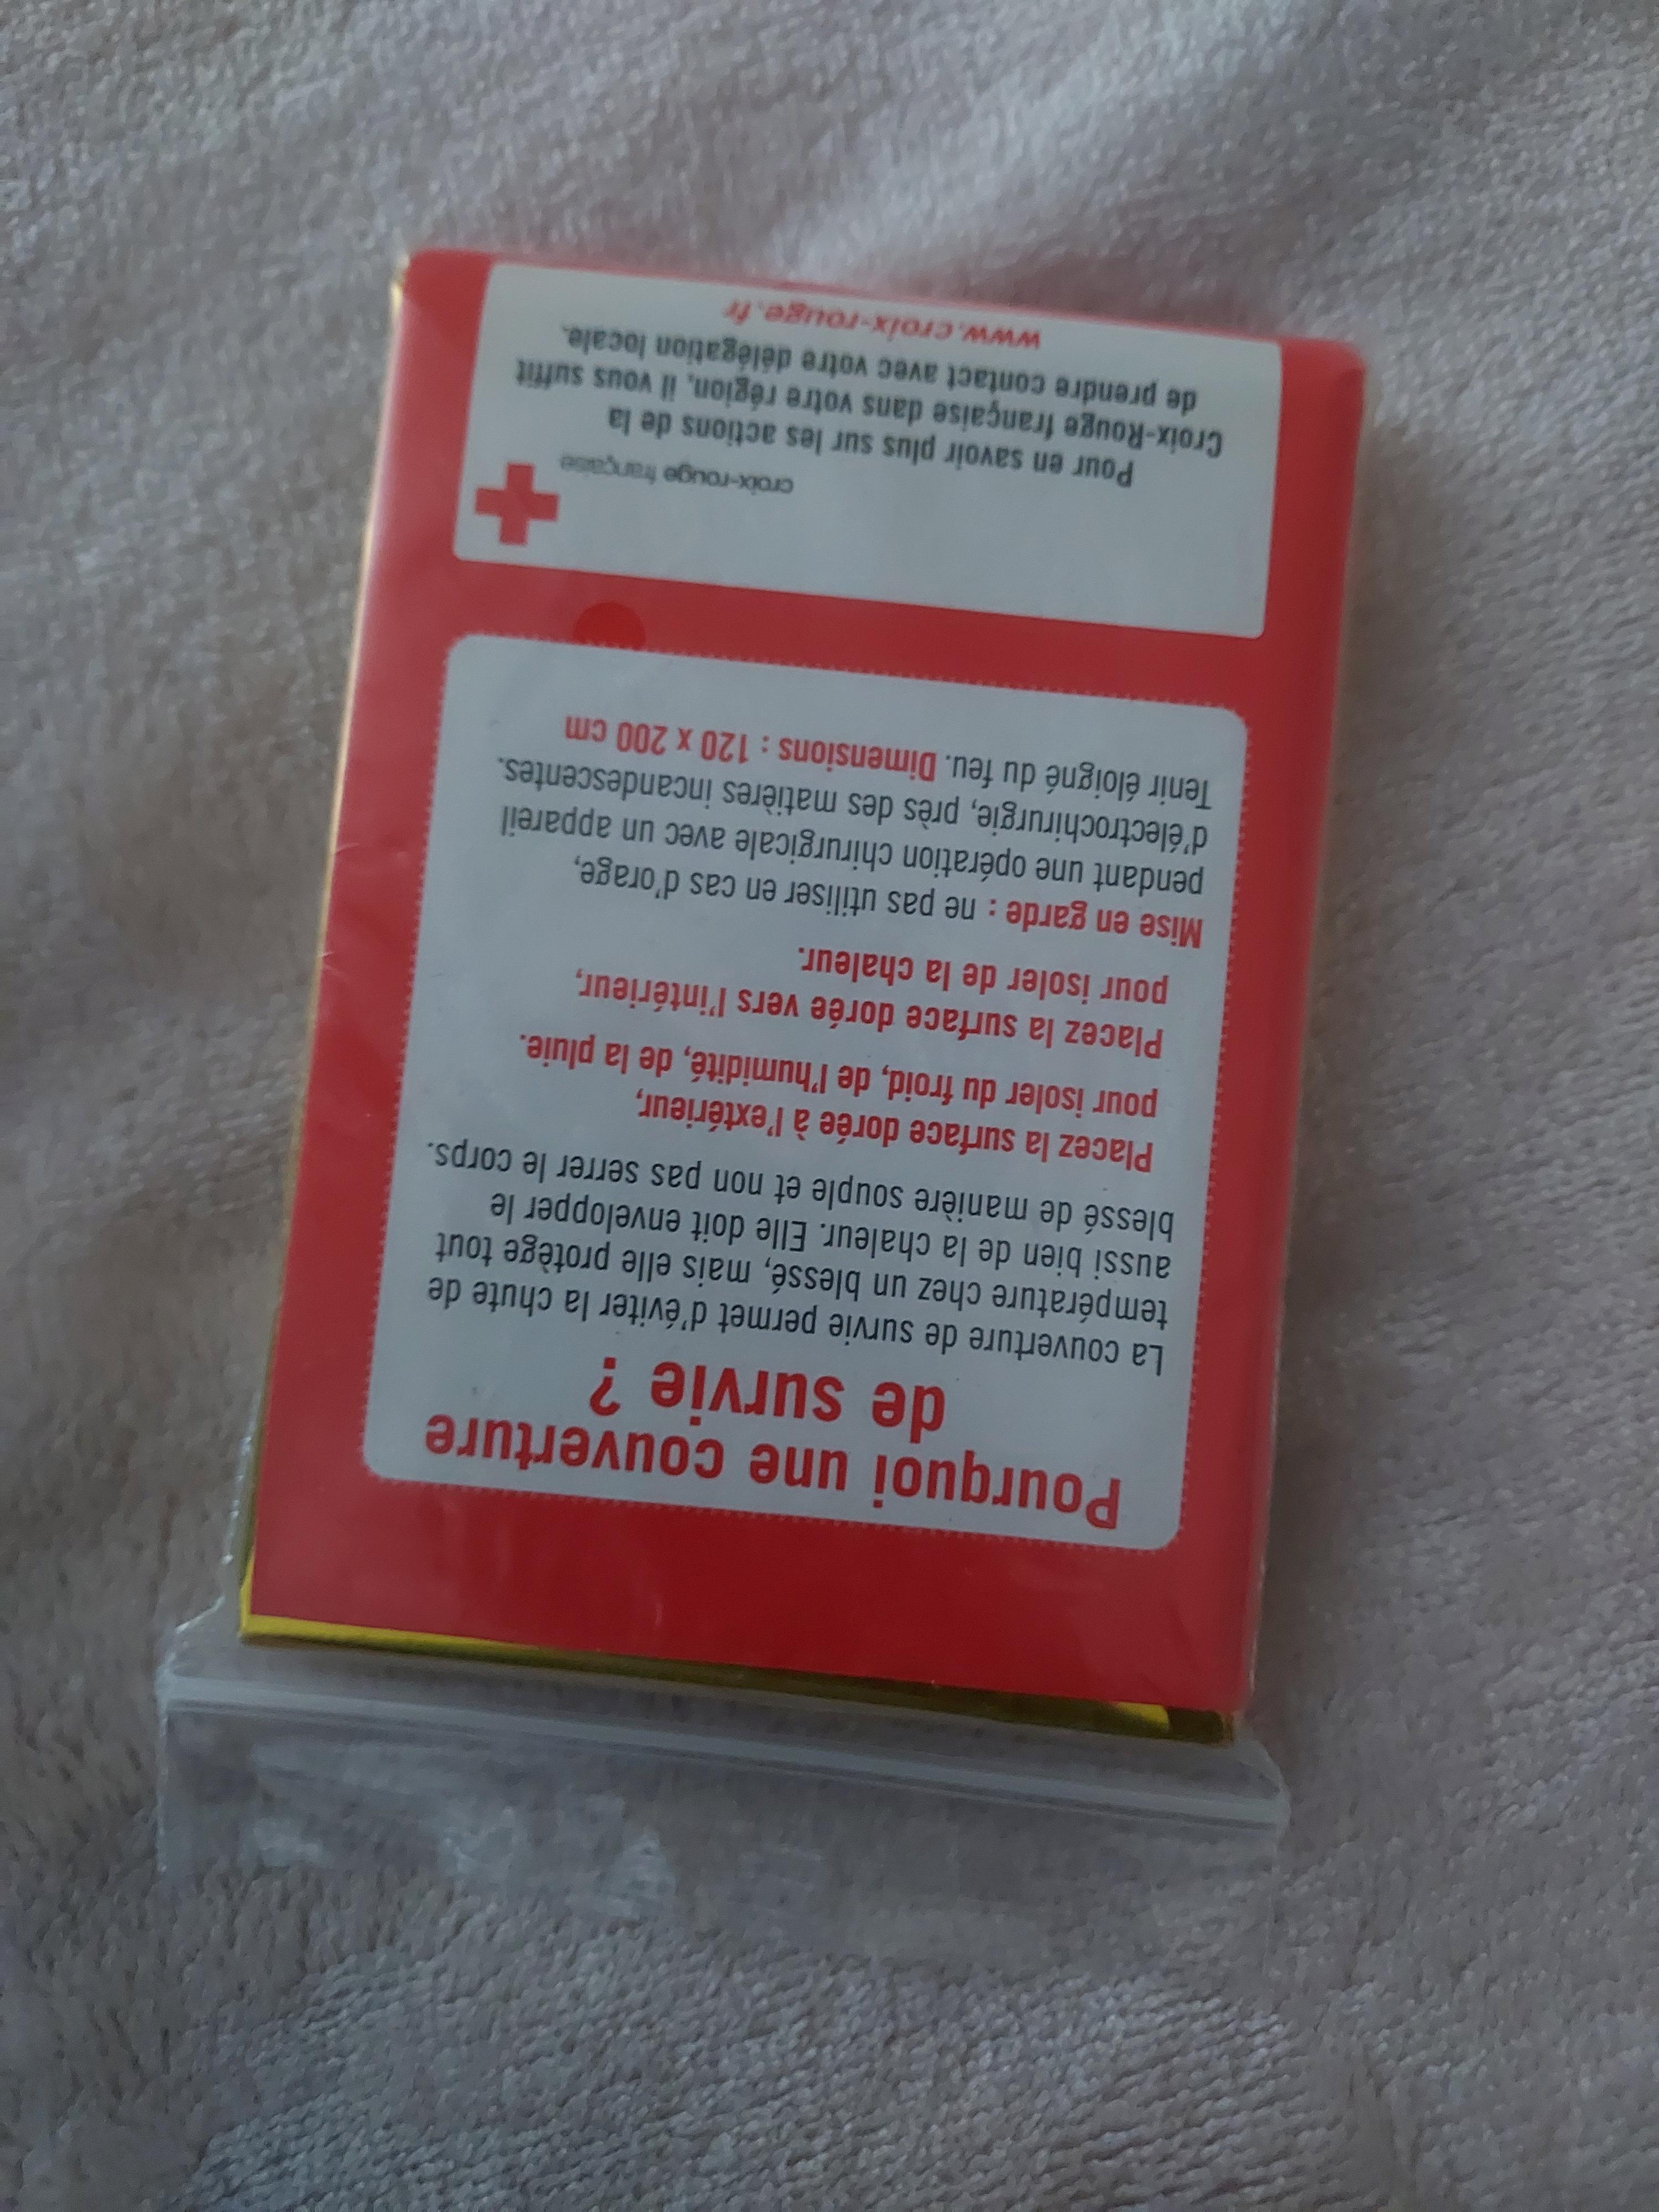 Pourquoi une couverture
de survie ?
La couverture de survie permet d'éviter la chute de
température chez un blessé, mais elle protège tout
aussi bien de la chaleur. Elle doit envelopper le
blessé de manière souple et non pas serrer le corps.
Placez la surface dorée à l'extérieur,
pour isoler du froid, de l'humidité, de la pluie.
Placez la surface dorée vers l'intérieur,
pour isoler de la chaleur.
Mise en garde : ne pas utiliser en cas d'orage,
pendant une opération chirurgicale avec un appareil
d'électrochirurgie, près des matières incandescentes.
Tenir éloigné du feu. Dimensions : 120 x 200 cm
croix-rouge française
Pour en savoir plus sur les actions de la
Croix-Rouge française dans votre région, il vous suffit
de prendre contact avec votre délégation locale.
www.croix-rouge.fr